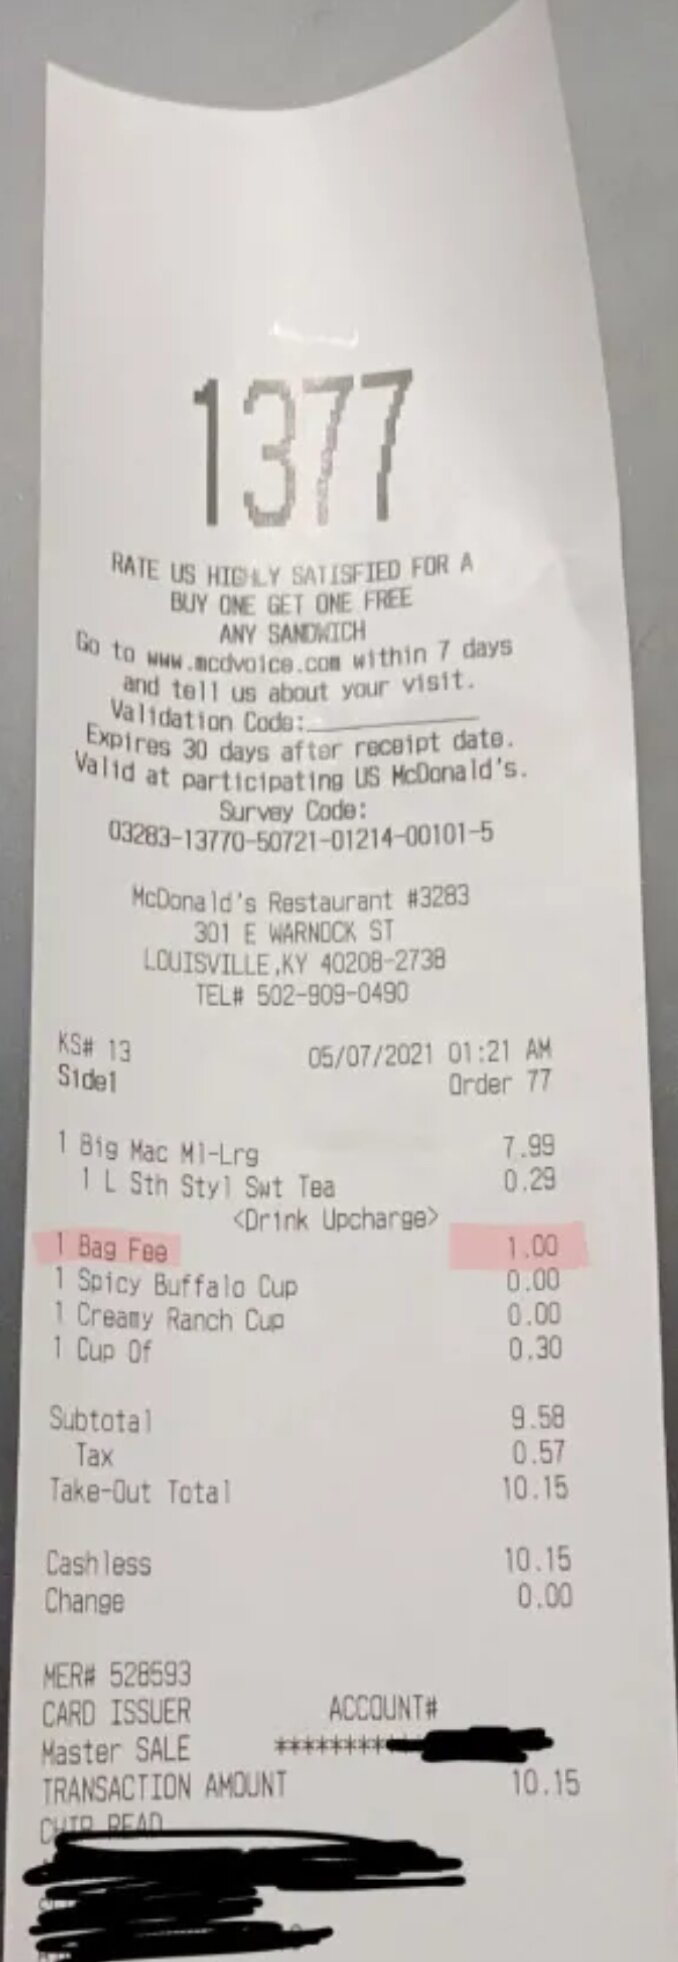 1377
RATE US HIGHLY SATISFIED FOR A
BUY ONE GET ONE FREE
ANY SANDWICH
Go to www.mcdvoice.com within 7 days
and tell us about your visit.
Validation Code:
Expires 30 days after receipt date.
Valid at participating US McDonald's.
Survey Code:
03283-13770-50721-01214-00101-5
McDonald's Restaurant #3283
301 E WARNOCK ST
LOUISVILLE,KY 40208-2738
TEL# 502-909-0490
KS# 13 05/07/2021 01:21 AM
Side1 Order 77
1 Big Mac Ml-Lrg 7.99
1 L Sth Styl Swt Tea 0.29
<Drink Upcharge>
1 Bag Fee 1.00
1 Spicy Buffalo Cup 0.00
1 Creamy Ranch Cup 0.00
1 Cup Of 0.30
Subtotal 9.58
Tax 0.57
Take-Out Total 10.15
Cashless 10.15
Change 0.00
MER# 528593
CARD ISSUER ACCOUNT#
Master SALE *********
TRANSACTION AMOUNT 10.15
CHIP READ